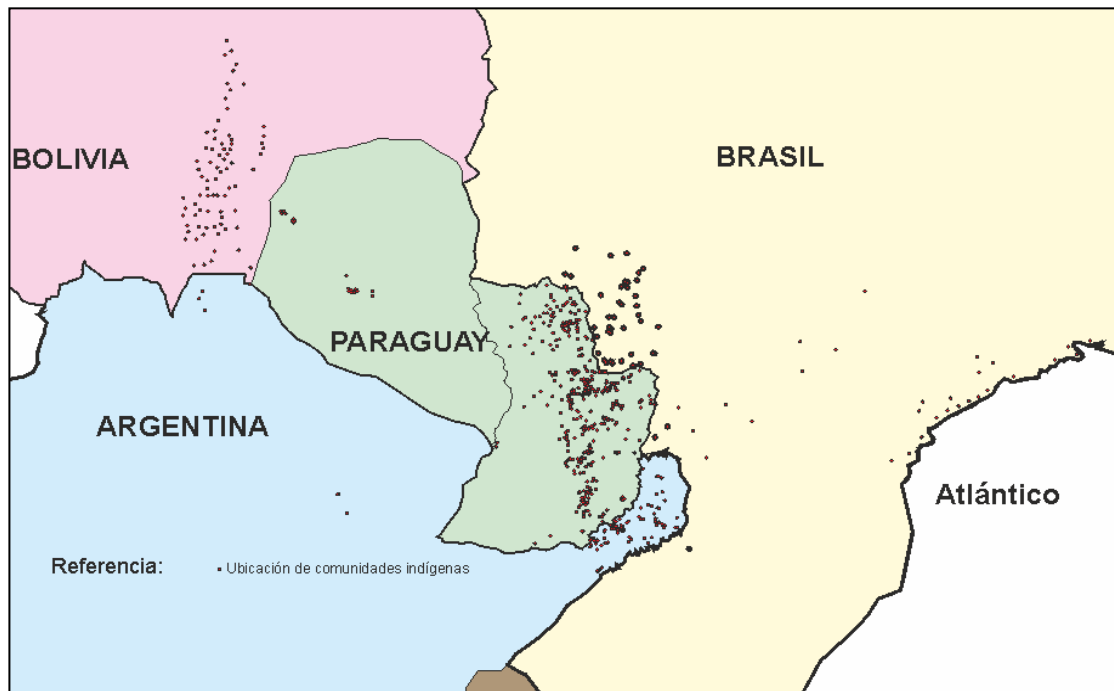 BOLIVIA
BRASIL
PARAGUAY
ARGENTINA
Atlántico
Referencia:
Ubicación de comunidades indígenas